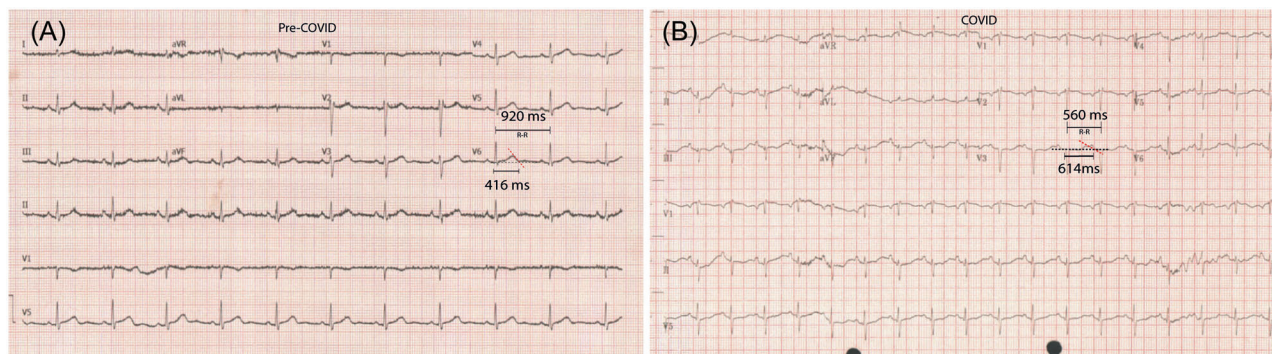 (A)
Pre-COVID
I
aVR
V1
V4
II
aVL
V2
V5
920 ms
R-R
III
aVF
V3
V6
416 ms
II
V1
V5
(B)
COVID
aVR
V1
V4
II
aVL
V2
V5
560 ms
R-R
III
aVF
V3
V6
614ms
V1
II
V5